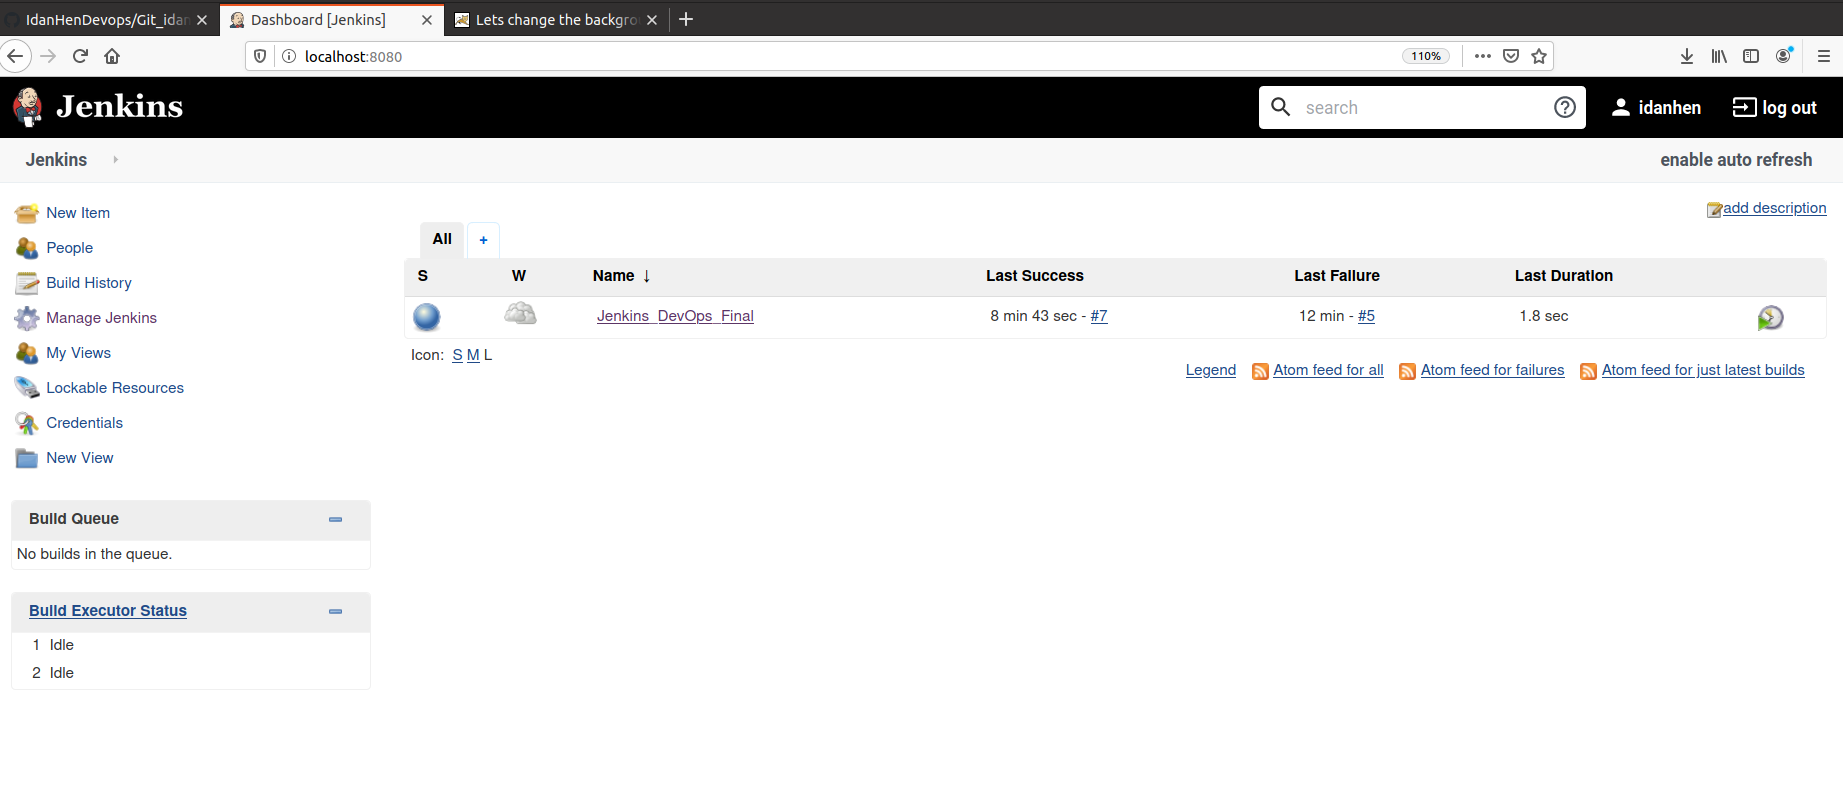 IdanHenDevops/Git_idan
Dashboard [Jenkins]
Lets change the backgro
localhost:8080
110%
Jenkins
search
idanhen
log out
Jenkins
enable auto refresh
New Item
People
Build History
Manage Jenkins
My Views
Lockable Resources
Credentials
New View
add description
All +
S W Name ↓ Last Success Last Failure Last Duration
Jenkins_DevOps_Final 8 min 43 sec - #7 12 min - #5 1.8 sec
Icon: S M L
Legend Atom feed for all Atom feed for failures Atom feed for just latest builds
Build Queue
No builds in the queue.
Build Executor Status
1 Idle
2 Idle